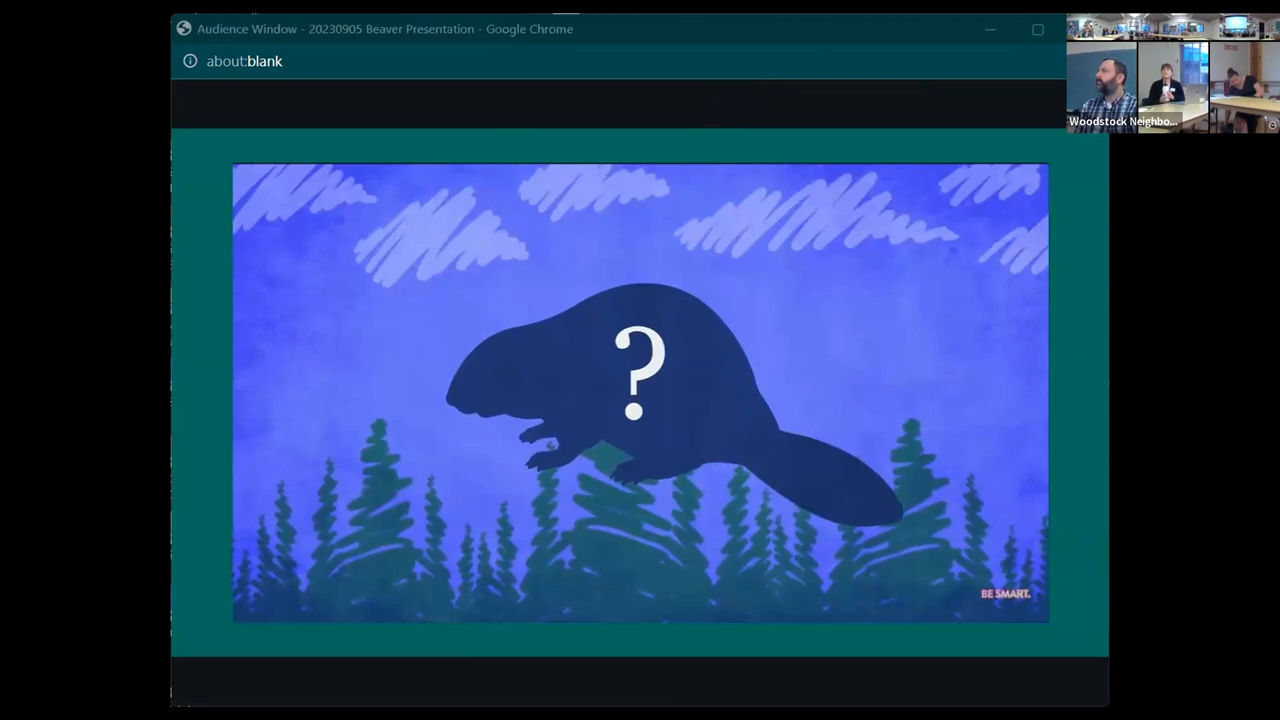 Audience Window - 20230905 Beaver Presentation - Google Chrome
about:blank
Woodstock Neighbo...
?
BE SMART.